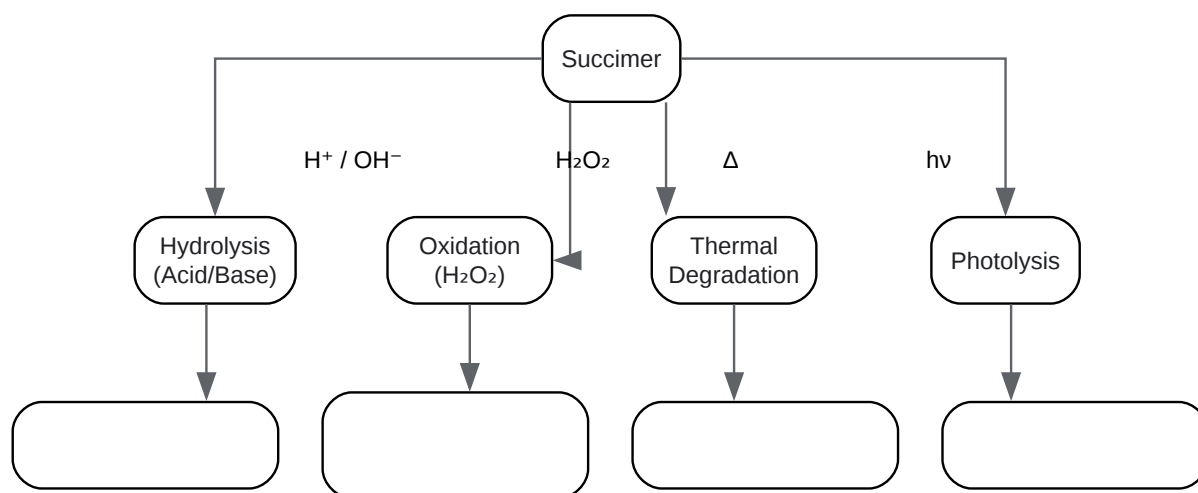 Succimer
H⁺ / OH⁻
H₂O₂
Δ
hν
Hydrolysis
(Acid/Base)
Oxidation
(H₂O₂)
Thermal
Degradation
Photolysis